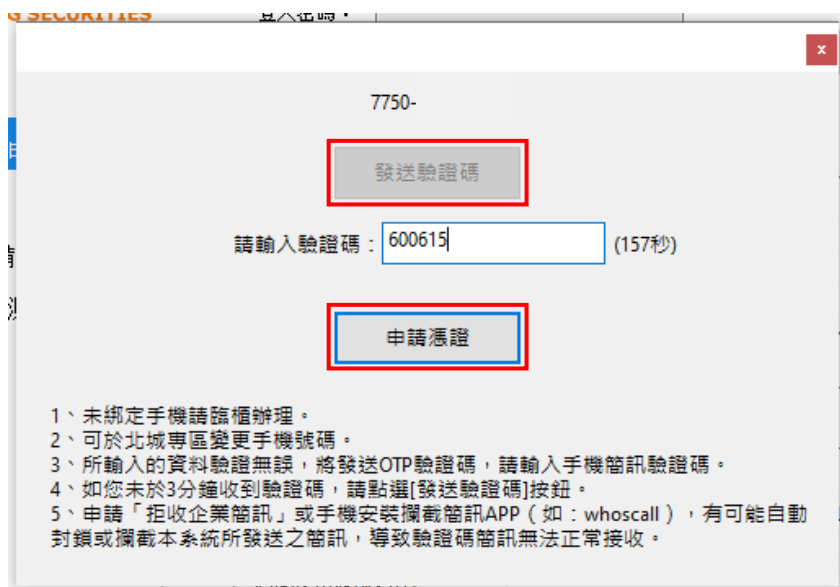 G SECURITIES 登入密碼：
x
7750-
發送驗證碼
請輸入驗證碼：600615 (157秒)
申請憑證
1、未綁定手機請臨櫃辦理。
2、可於北城專區變更手機號碼。
3、所輸入的資料驗證無誤，將發送OTP驗證碼，請輸入手機簡訊驗證碼。
4、如您未於3分鐘收到驗證碼，請點選[發送驗證碼]按鈕。
5、申請「拒收企業簡訊」或手機安裝攔截簡訊APP（如：whoscall），有可能自動
封鎖或攔截本系統所發送之簡訊，導致驗證碼簡訊無法正常接收。